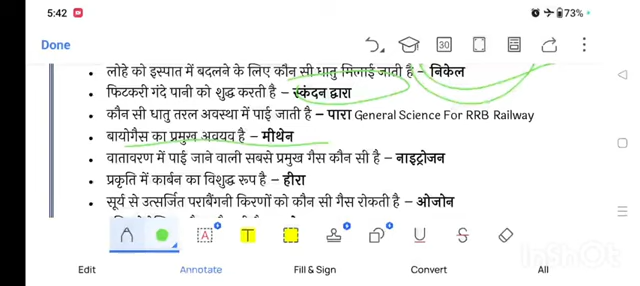 5:42
73%
Done
30
लोहे को इस्पात में बदलने के लिए कौन सी धातु मिलाई जाती है – निकेल
फिटकरी गंदे पानी को शुद्ध करती है – स्कंदन द्वारा
कौन सी धातु तरल अवस्था में पाई जाती है – पारा General Science For RRB Railway
बायोगैस का प्रमुख अवयव है – मीथेन
वातावरण में पाई जाने वाली सबसे प्रमुख गैस कौन सी है – नाइट्रोजन
प्रकृति में कार्बन का विशुद्ध रूप है – हीरा
सूर्य से उत्सर्जित पराबैंगनी किरणों को कौन सी गैस रोकती है – ओजोन
A T U S
InShOt
Edit Annotate Fill & Sign Convert All